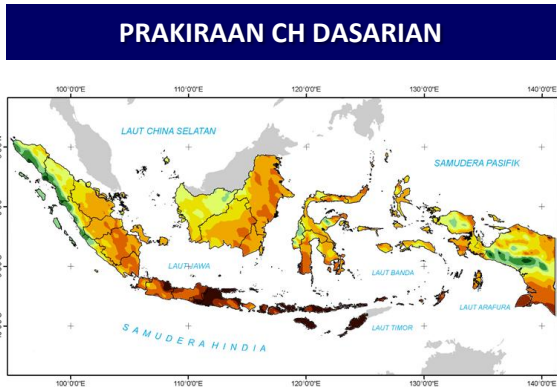 PRAKIRAAN CH DASARIAN
100°0'0"E 110°0'0"E 120°0'0"E 130°0'0"E 140°0'0"E
LAUT CHINA SELATAN
SAMUDERA PASIFIK
LAUT JAWA
LAUT BANDA
LAUT ARAFURA
SAMUDERA HINDIA
LAUT TIMOR
100°0'0"E 110°0'0"E 120°0'0"E 130°0'0"E 140°0'0"E